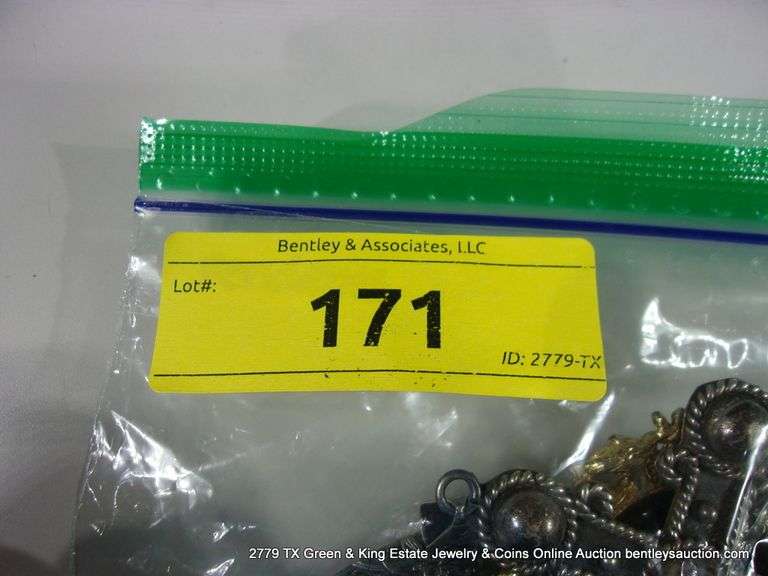 Bentley & Associates, LLC
Lot#:
171
ID: 2779-TX
2779 TX Green & King Estate Jewelry & Coins Online Auction bentleysauction.com